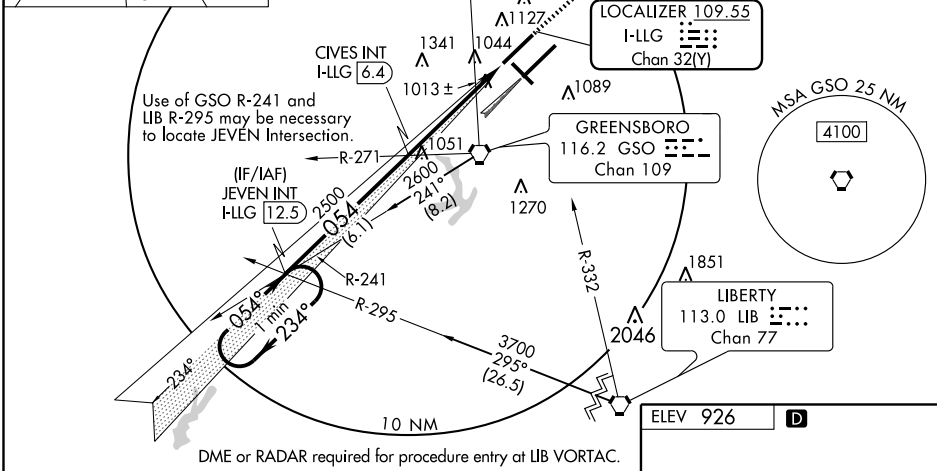 1127
LOCALIZER 109.55
I-LLG
Chan 32(Y)
CIVES INT
I-LLG 6.4
1341
1044
1013 ±
1089
MSA GSO 25 NM
4100
Use of GSO R-241 and
LIB R-295 may be necessary
to locate JEVEN Intersection.
GREENSBORO
116.2 GSO
Chan 109
1051
R-271
(IF/IAF)
JEVEN INT
I-LLG 12.5
2500
054
(6.1)
2600
241°
(8.2)
1270
R-241
R-295
R-332
1851
LIBERTY
113.0 LIB
Chan 77
2046
054°
1 min
234°
234°
3700
295°
(26.5)
10 NM
ELEV 926 D
DME or RADAR required for procedure entry at LIB VORTAC.